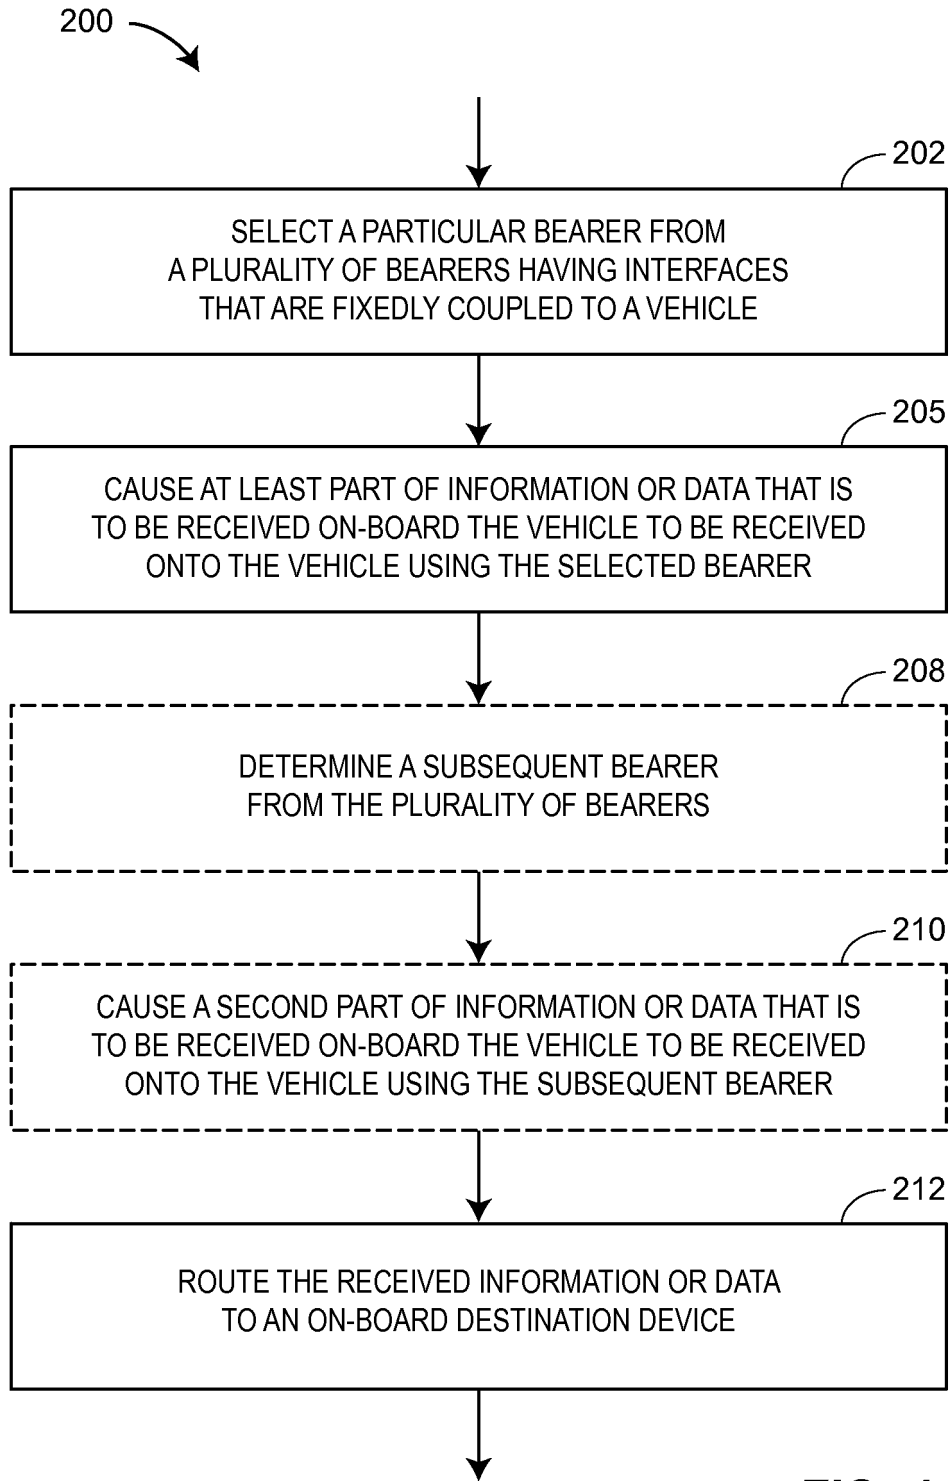 200
202
SELECT A PARTICULAR BEARER FROM
A PLURALITY OF BEARERS HAVING INTERFACES
THAT ARE FIXEDLY COUPLED TO A VEHICLE
205
CAUSE AT LEAST PART OF INFORMATION OR DATA THAT IS
TO BE RECEIVED ON-BOARD THE VEHICLE TO BE RECEIVED
ONTO THE VEHICLE USING THE SELECTED BEARER
208
DETERMINE A SUBSEQUENT BEARER
FROM THE PLURALITY OF BEARERS
210
CAUSE A SECOND PART OF INFORMATION OR DATA THAT IS
TO BE RECEIVED ON-BOARD THE VEHICLE TO BE RECEIVED
ONTO THE VEHICLE USING THE SUBSEQUENT BEARER
212
ROUTE THE RECEIVED INFORMATION OR DATA
TO AN ON-BOARD DESTINATION DEVICE